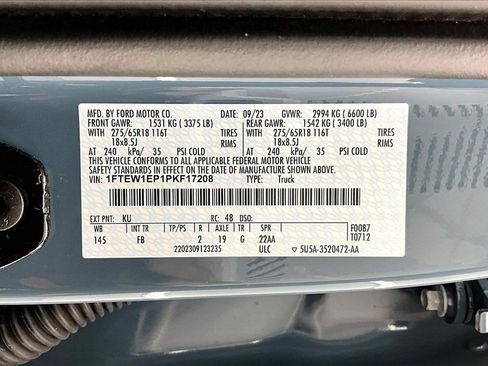 MFD. BY FORD MOTOR CO. DATE: 09/23 GVWR: 2994 KG ( 6600 LB)
FRONT GAWR: 1531 KG ( 3375 LB) REAR GAWR: 1542 KG ( 3400 LB)
WITH 275/65R18 116T TIRES WITH 275/65R18 116T TIRES
18x8.5J RIMS 18x8.5J RIMS
AT 240 kPa/ 35 PSI COLD AT 240 kPa/ 35 PSI COLD
THIS VEHICLE CONFORMS TO ALL APPLICABLE FEDERAL MOTOR VEHICLE
SAFETY STANDARDS IN EFFECT ON THE DATE OF MANUFACTURE SHOWN ABOVE.
VIN: 1FTEW1EP1PKF17208 TYPE: Truck
EXT PNT: KU RC: 48 DSO: F00B7
WB INT TR TP/PS R AXLE TR SPR T0712
145 FB 2 19 G 22AA
2202309123235 ULC 5U5A-3520472-AA